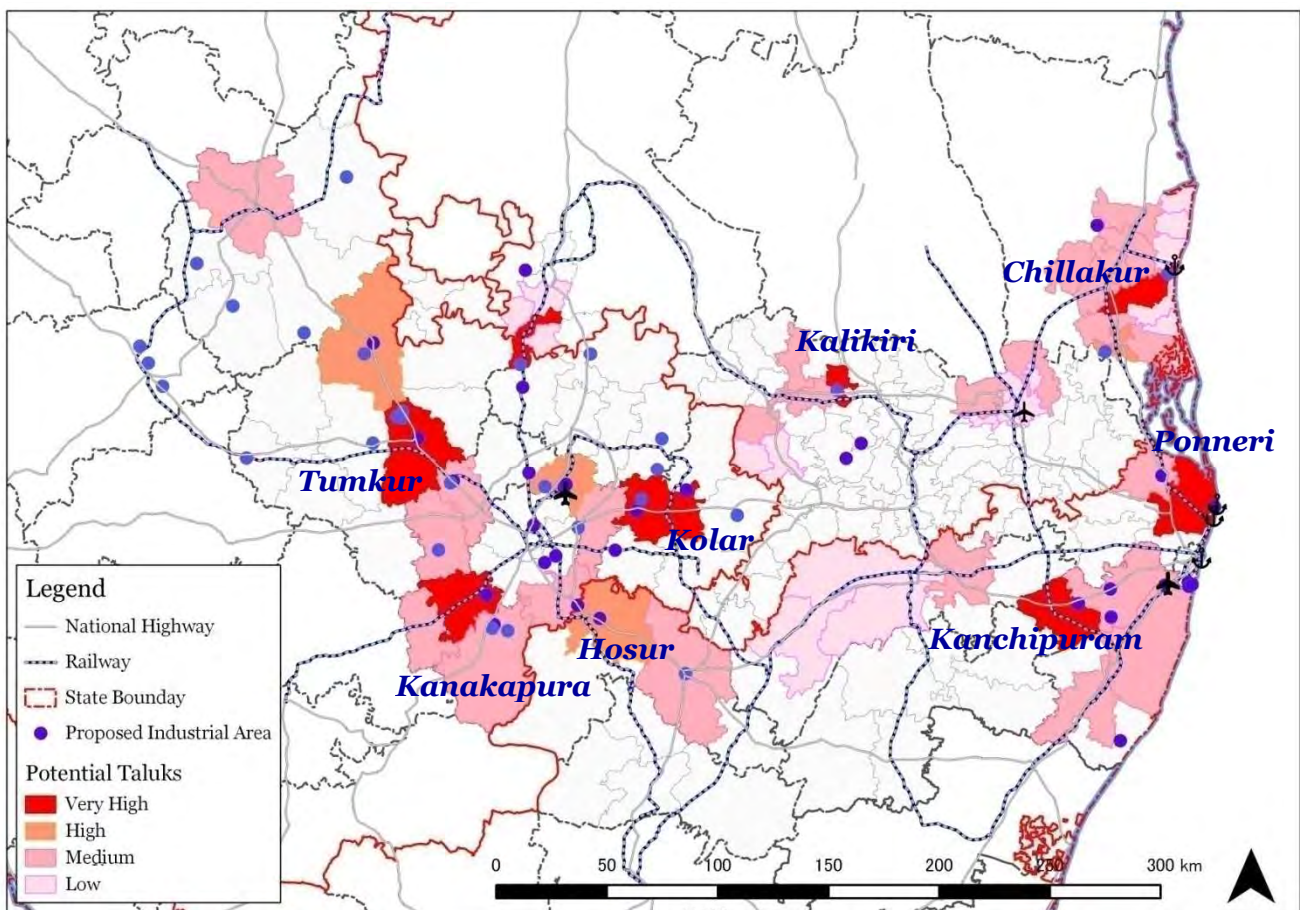 Chillakur
Kalikiri
Ponneri
Tumkur
Kolar
Legend
National Highway
Railway
State Bounday
Proposed Industrial Area
Potential Taluks
Very High
High
Medium
Low
Kanchipuram
Hosur
Kanakapura
0 50 100 150 200 250 300 km